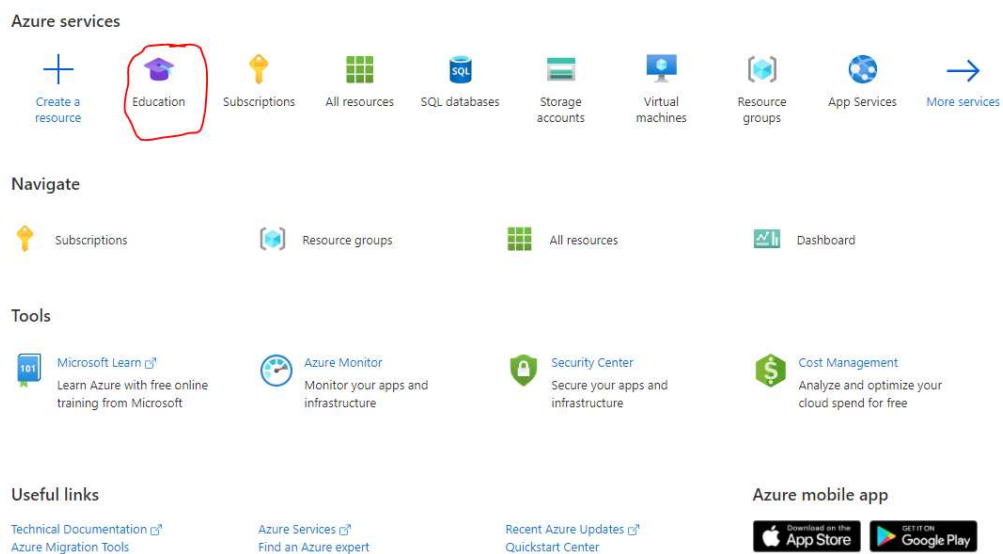 Azure services
Create a resource
Education
Subscriptions
All resources
SQL
SQL databases
Storage accounts
Virtual machines
Resource groups
App Services
More services
Navigate
Subscriptions
Resource groups
All resources
Dashboard
Tools
101
Microsoft Learn
Learn Azure with free online
training from Microsoft
Azure Monitor
Monitor your apps and
infrastructure
Security Center
Secure your apps and
infrastructure
$
Cost Management
Analyze and optimize your
cloud spend for free
Useful links
Technical Documentation
Azure Services
Recent Azure Updates
Azure Migration Tools
Find an Azure expert
Quickstart Center
Azure mobile app
Download on the
App Store
GET IT ON
Google Play